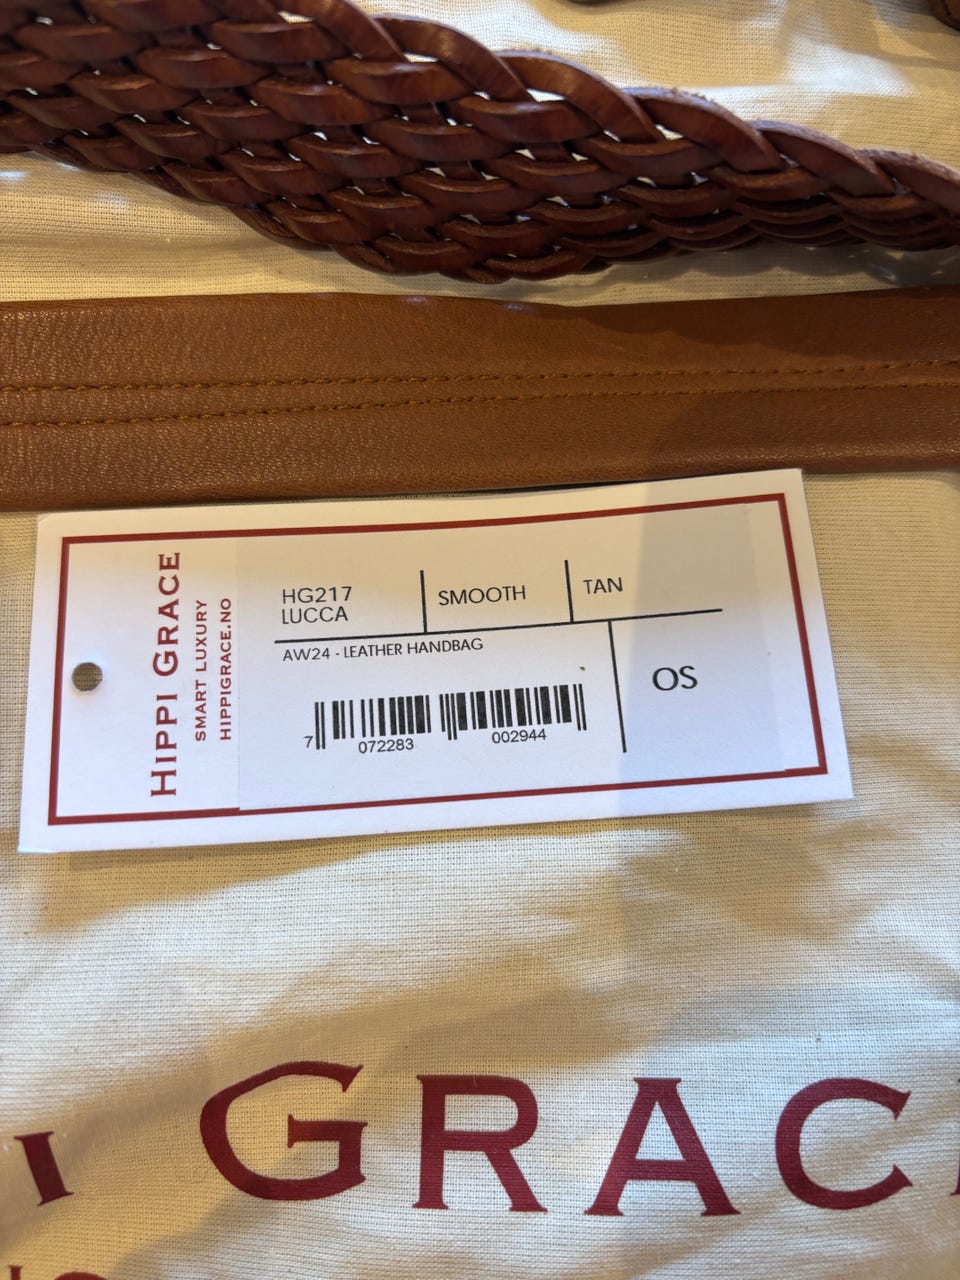 HIPPI GRACE
SMART LUXURY
HIPPIGRACE.NO
HG217
LUCCA
SMOOTH
TAN
AW24 - LEATHER HANDBAG
OS
7 072283 002944
GRAC